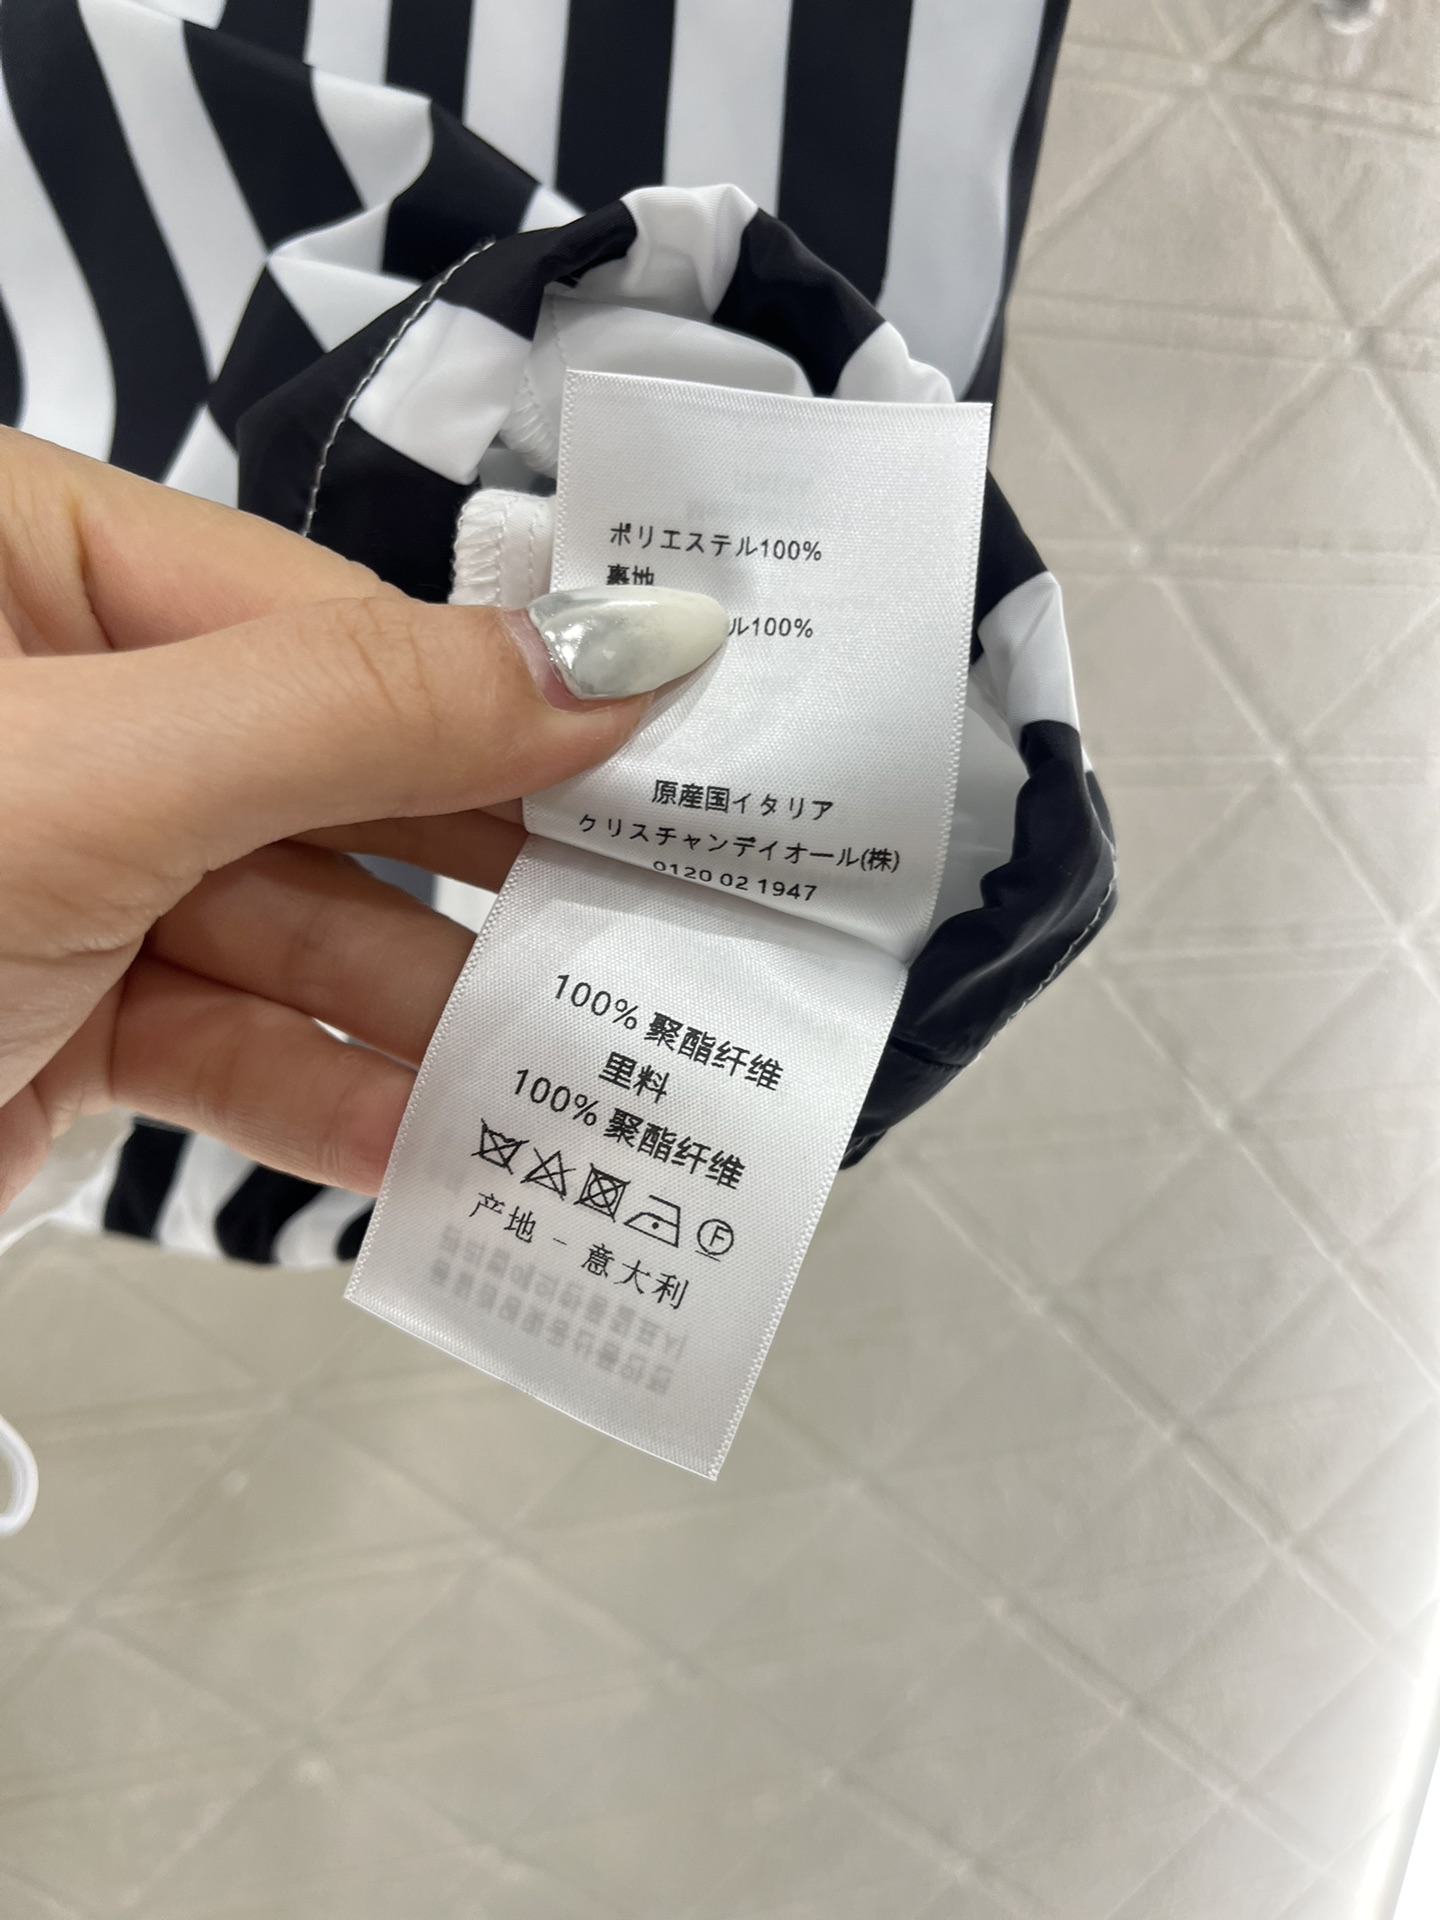 ポリエステル100%
裏地
ル100%
原産国イタリア
クリスチャンディオール(株)
0120 02 1947
100% 聚酯纤维
里料
100% 聚酯纤维
F
产地 - 意大利